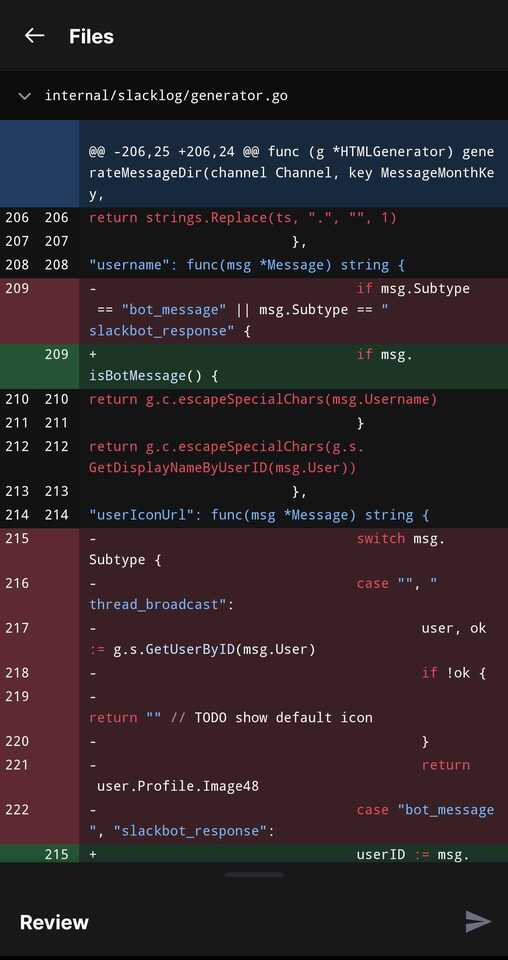 Files
internal/slacklog/generator.go
@@ -206,25 +206,24 @@ func (g *HTMLGenerator) gene
rateMessageDir(channel Channel, key MessageMonthKe
y,
206 206 return strings.Replace(ts, ".", "", 1)
207 207 },
208 208 "username": func(msg *Message) string {
209 - if msg.Subtype
== "bot_message" || msg.Subtype == "
slackbot_response" {
209 + if msg.
isBotMessage() {
210 210 return g.c.escapeSpecialChars(msg.Username)
211 211 }
212 212 return g.c.escapeSpecialChars(g.s.
GetDisplayNameByUserID(msg.User))
213 213 },
214 214 "userIconUrl": func(msg *Message) string {
215 - switch msg.
Subtype {
216 - case "", "
thread_broadcast":
217 - user, ok
:= g.s.GetUserByID(msg.User)
218 - if !ok {
219 -
return "" // TODO show default icon
220 - }
221 - return
user.Profile.Image48
222 - case "bot_message
", "slackbot_response":
215 + userID := msg.
Review